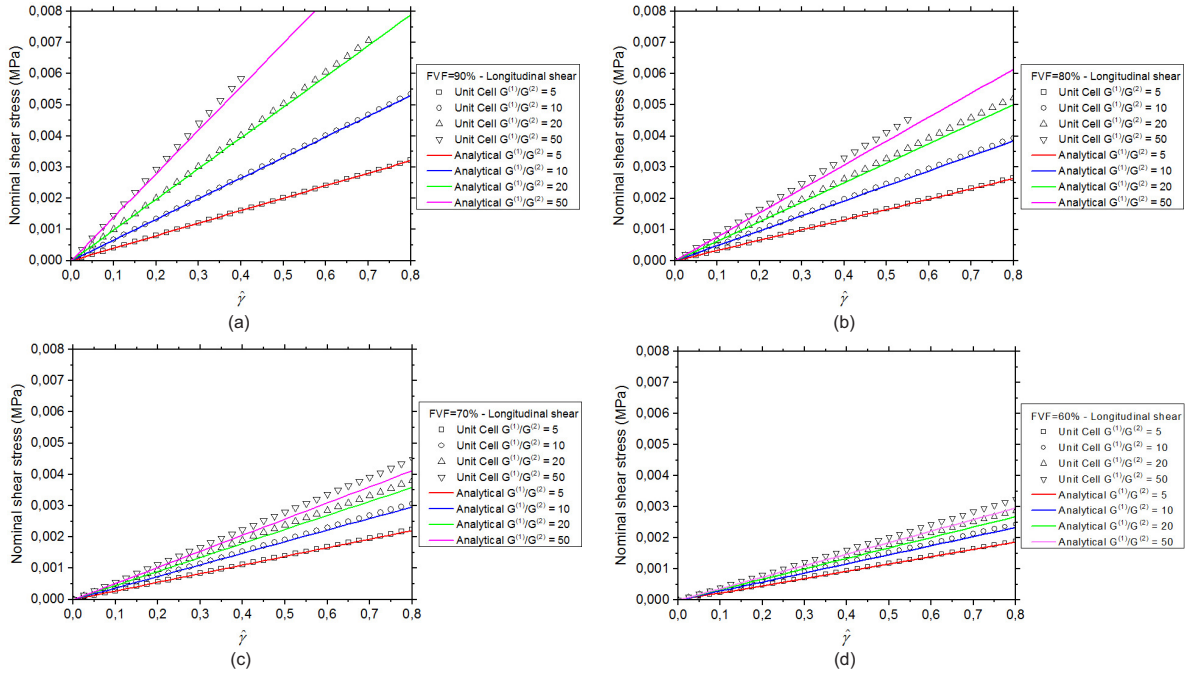 Nominal shear stress (MPa)
0,008
0,007
0,006
0,005
0,004
0,003
0,002
0,001
0,000
0,0 0,1 0,2 0,3 0,4 0,5 0,6 0,7 0,8
γ̂
(a)
FVF=90% - Longitudinal shear
Unit Cell G⁽¹⁾/G⁽²⁾ = 5
Unit Cell G⁽¹⁾/G⁽²⁾ = 10
Unit Cell G⁽¹⁾/G⁽²⁾ = 20
Unit Cell G⁽¹⁾/G⁽²⁾ = 50
Analytical G⁽¹⁾/G⁽²⁾ = 5
Analytical G⁽¹⁾/G⁽²⁾ = 10
Analytical G⁽¹⁾/G⁽²⁾ = 20
Analytical G⁽¹⁾/G⁽²⁾ = 50
Nominal shear stress (MPa)
0,008
0,007
0,006
0,005
0,004
0,003
0,002
0,001
0,000
0,0 0,1 0,2 0,3 0,4 0,5 0,6 0,7 0,8
γ̂
(b)
FVF=80% - Longitudinal shear
Unit Cell G⁽¹⁾/G⁽²⁾ = 5
Unit Cell G⁽¹⁾/G⁽²⁾ = 10
Unit Cell G⁽¹⁾/G⁽²⁾ = 20
Unit Cell G⁽¹⁾/G⁽²⁾ = 50
Analytical G⁽¹⁾/G⁽²⁾ = 5
Analytical G⁽¹⁾/G⁽²⁾ = 10
Analytical G⁽¹⁾/G⁽²⁾ = 20
Analytical G⁽¹⁾/G⁽²⁾ = 50
Nominal shear stress (MPa)
0,008
0,007
0,006
0,005
0,004
0,003
0,002
0,001
0,000
0,0 0,1 0,2 0,3 0,4 0,5 0,6 0,7 0,8
γ̂
(c)
FVF=70% - Longitudinal shear
Unit Cell G⁽¹⁾/G⁽²⁾ = 5
Unit Cell G⁽¹⁾/G⁽²⁾ = 10
Unit Cell G⁽¹⁾/G⁽²⁾ = 20
Unit Cell G⁽¹⁾/G⁽²⁾ = 50
Analytical G⁽¹⁾/G⁽²⁾ = 5
Analytical G⁽¹⁾/G⁽²⁾ = 10
Analytical G⁽¹⁾/G⁽²⁾ = 20
Analytical G⁽¹⁾/G⁽²⁾ = 50
Nominal shear stress (MPa)
0,008
0,007
0,006
0,005
0,004
0,003
0,002
0,001
0,000
0,0 0,1 0,2 0,3 0,4 0,5 0,6 0,7 0,8
γ̂
(d)
FVF=60% - Longitudinal shear
Unit Cell G⁽¹⁾/G⁽²⁾ = 5
Unit Cell G⁽¹⁾/G⁽²⁾ = 10
Unit Cell G⁽¹⁾/G⁽²⁾ = 20
Unit Cell G⁽¹⁾/G⁽²⁾ = 50
Analytical G⁽¹⁾/G⁽²⁾ = 5
Analytical G⁽¹⁾/G⁽²⁾ = 10
Analytical G⁽¹⁾/G⁽²⁾ = 20
Analytical G⁽¹⁾/G⁽²⁾ = 50